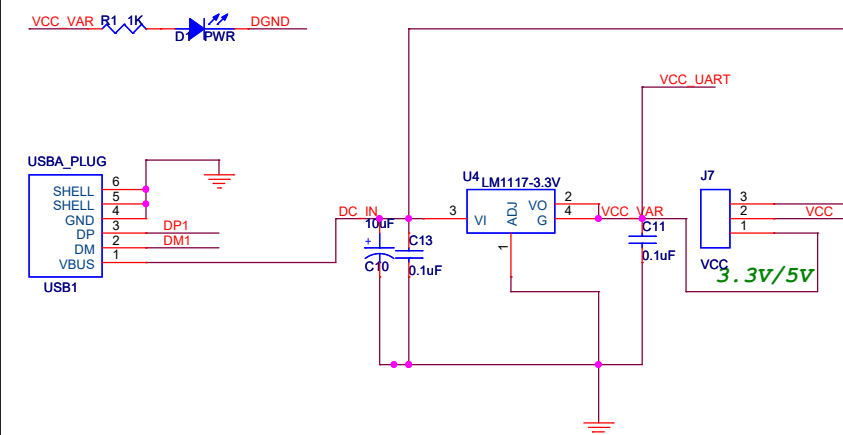 VCC_VAR R1 1K DGND
D1 PWR
VCC_UART
USBA_PLUG
6
SHELL
5
SHELL
4
GND
3
DP
DP1
2
DM
DM1
1
VBUS
USB1
DC_IN
10uF
+
C10
C13
0.1uF
U4
LM1117-3.3V
3
VI
ADJ
1
VO
2
G
4
VCC_VAR
C11
0.1uF
J7
3
2
VCC
1
VCC
3.3V/5V